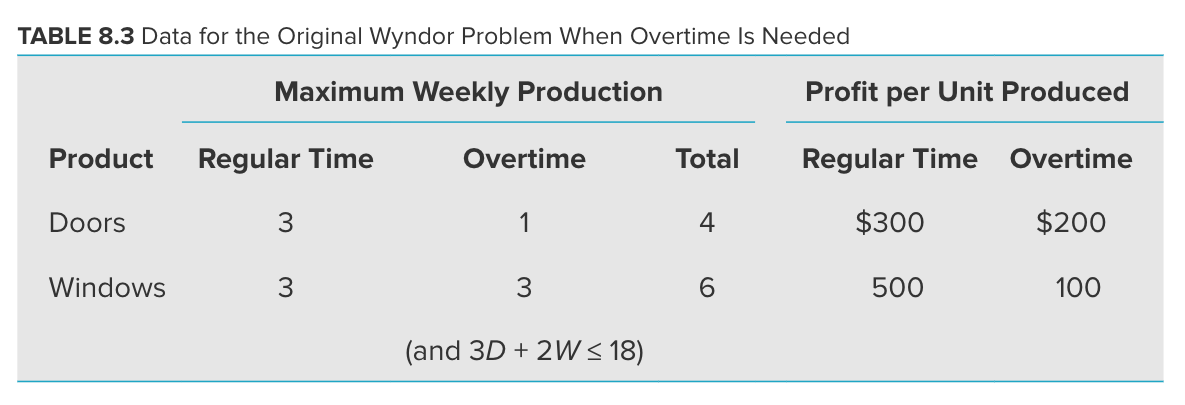 TABLE 8.3 Data for the Original Wyndor Problem When Overtime Is Needed
Maximum Weekly Production Profit per Unit Produced
Product Regular Time Overtime Total Regular Time Overtime
Doors 3 1 4 $300 $200
Windows 3 3 6 500 100
(and 3D + 2W ≤ 18)